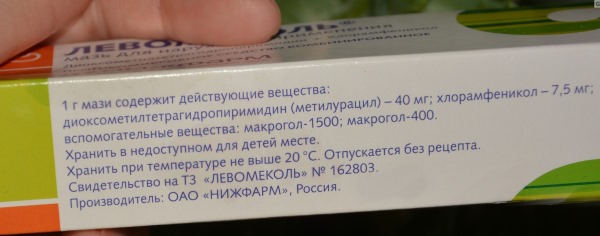 ЛЕВОМЕКОЛЬ®
1 г мази содержит действующие вещества:
диоксометилтетрагидропиримидин (метилурацил) – 40 мг; хлорамфеникол – 7,5 мг;
вспомогательные вещества: макрогол-1500; макрогол-400.
Хранить в недоступном для детей месте.
Хранить при температуре не выше 20 °С. Отпускается без рецепта.
Свидетельство на ТЗ «ЛЕВОМЕКОЛЬ» № 162803.
Производитель: ОАО «НИЖФАРМ», Россия.